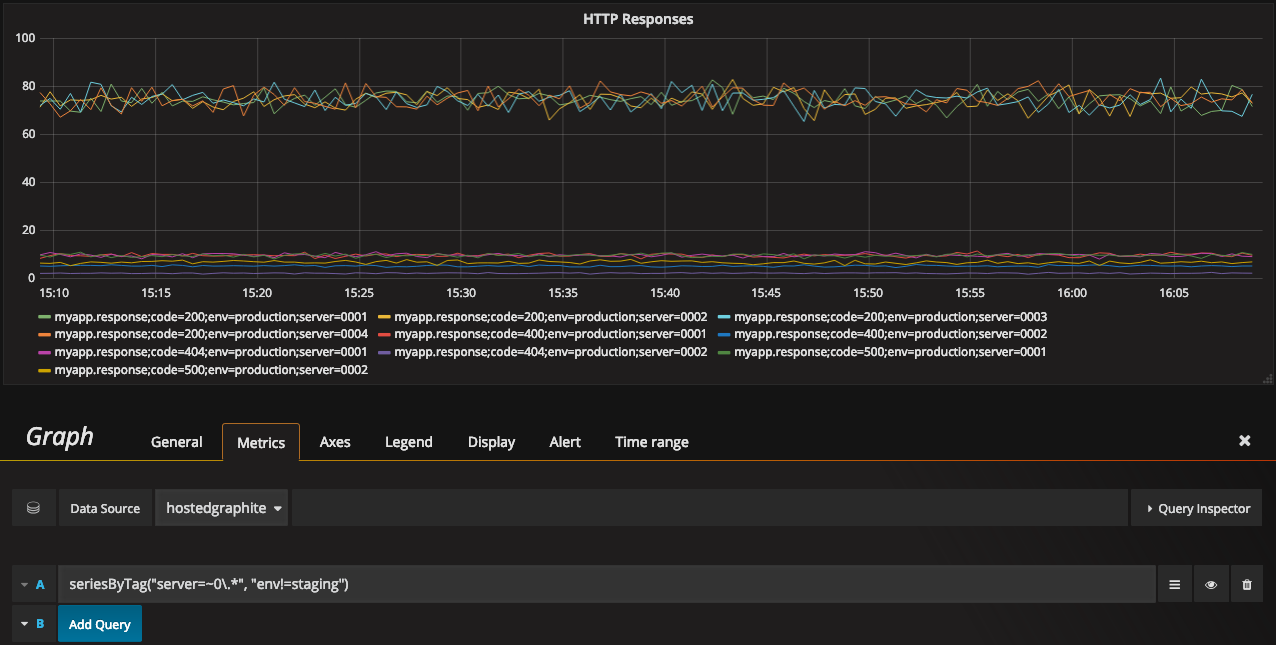 HTTP Responses
100
80
60
40
20
0
15:10 15:15 15:20 15:25 15:30 15:35 15:40 15:45 15:50 15:55 16:00 16:05
myapp.response;code=200;env=production;server=0001 myapp.response;code=200;env=production;server=0002 myapp.response;code=200;env=production;server=0003
myapp.response;code=200;env=production;server=0004 myapp.response;code=400;env=production;server=0001 myapp.response;code=400;env=production;server=0002
myapp.response;code=404;env=production;server=0001 myapp.response;code=404;env=production;server=0002 myapp.response;code=500;env=production;server=0001
myapp.response;code=500;env=production;server=0002
Graph General Metrics Axes Legend Display Alert Time range
Data Source hostedgraphite Query Inspector
A seriesByTag("server=~0\.*", "env!=staging")
B Add Query